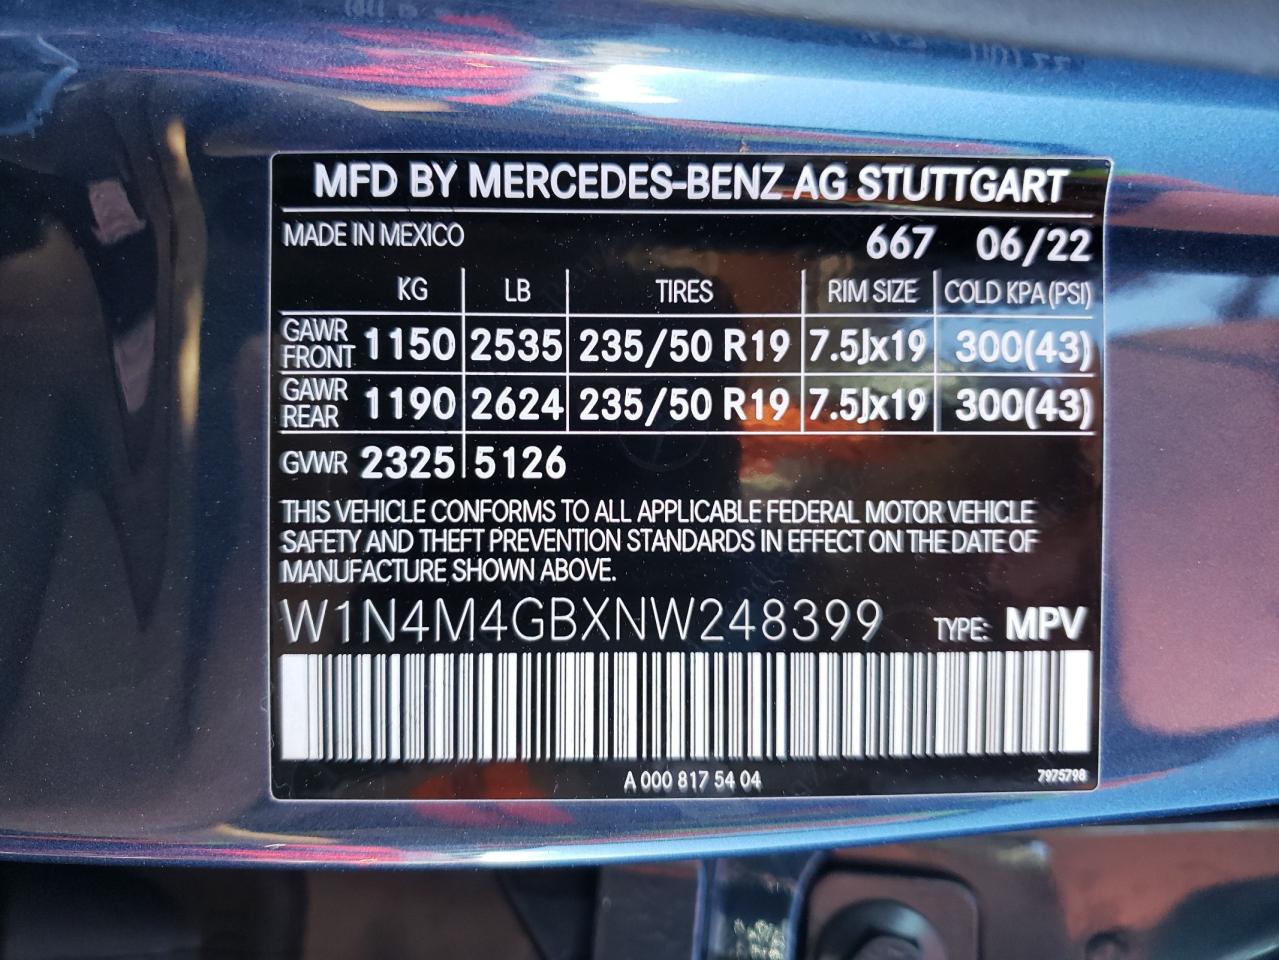 MFD BY MERCEDES-BENZ AG STUTTGART
MADE IN MEXICO 667 06/22
KG LB TIRES RIM SIZE COLD KPA (PSI)
GAWR FRONT 1150 2535 235/50 R19 7.5Jx19 300(43)
GAWR REAR 1190 2624 235/50 R19 7.5Jx19 300(43)
GVWR 2325 5126
THIS VEHICLE CONFORMS TO ALL APPLICABLE FEDERAL MOTOR VEHICLE
SAFETY AND THEFT PREVENTION STANDARDS IN EFFECT ON THE DATE OF
MANUFACTURE SHOWN ABOVE.
W1N4M4GBXNW248399 TYPE: MPV
A 000 817 54 04 7975798